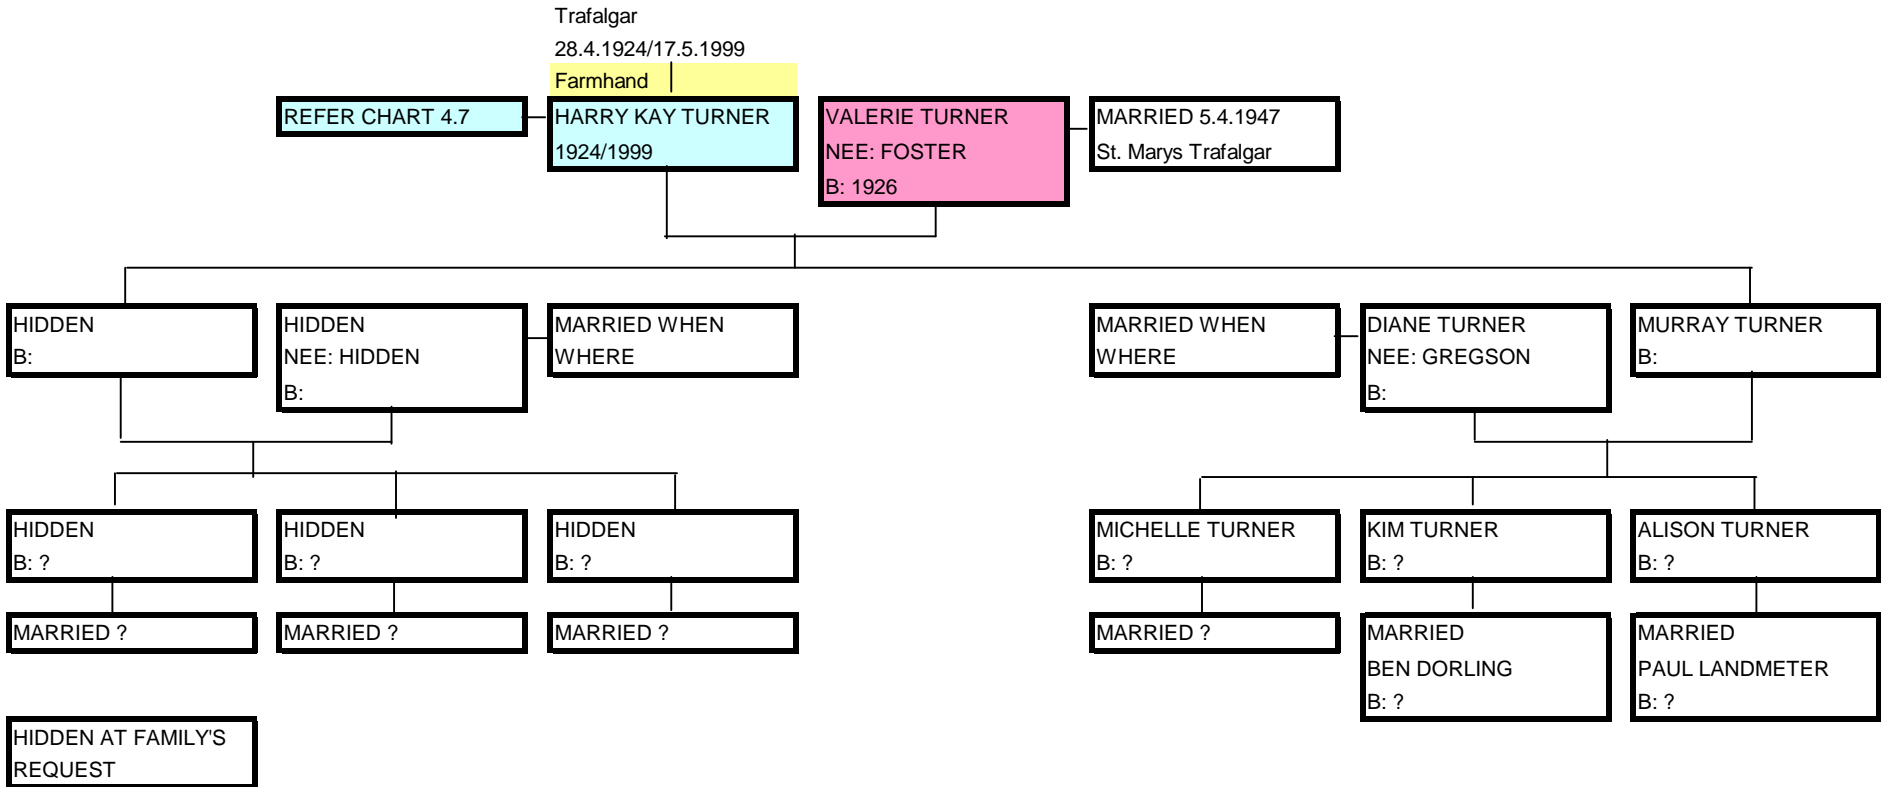 Trafalgar
28.4.1924/17.5.1999
Farmhand
REFER CHART 4.7
HARRY KAY TURNER
1924/1999
VALERIE TURNER
NEE: FOSTER
B: 1926
MARRIED 5.4.1947
St. Marys Trafalgar
HIDDEN
B:
HIDDEN
NEE: HIDDEN
B:
MARRIED WHEN
WHERE
MARRIED WHEN
WHERE
DIANE TURNER
NEE: GREGSON
B:
MURRAY TURNER
B:
HIDDEN
B: ?
HIDDEN
B: ?
HIDDEN
B: ?
MICHELLE TURNER
B: ?
KIM TURNER
B: ?
ALISON TURNER
B: ?
MARRIED ?
MARRIED ?
MARRIED ?
MARRIED ?
MARRIED
BEN DORLING
B: ?
MARRIED
PAUL LANDMETER
B: ?
HIDDEN AT FAMILY'S
REQUEST